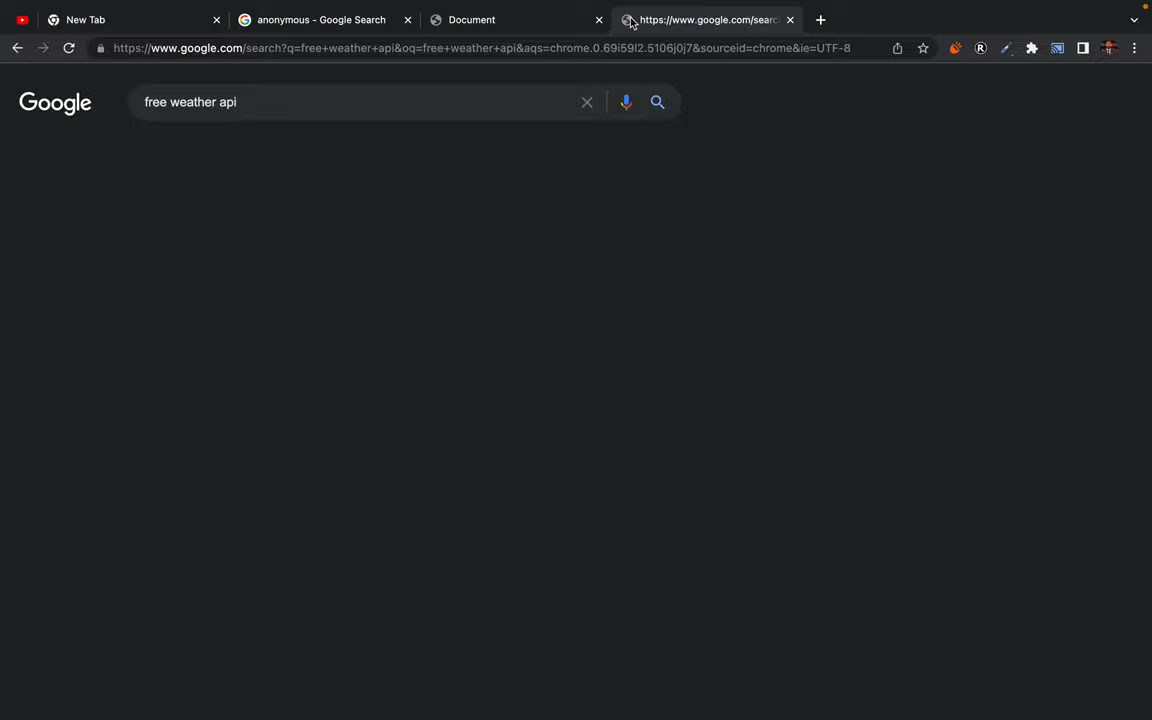 New Tab
anonymous - Google Search
Document
https://www.google.com/searc
https://www.google.com/search?q=free+weather+api&oq=free+weather+api&aqs=chrome.0.69i59l2.5106j0j7&sourceid=chrome&ie=UTF-8
Google
free weather api